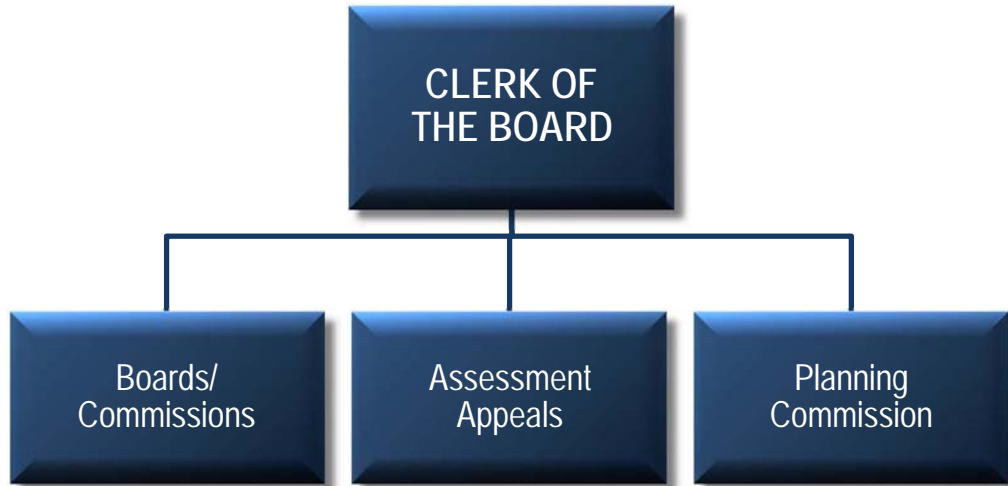 CLERK OF
THE BOARD
Boards/
Commissions
Assessment
Appeals
Planning
Commission